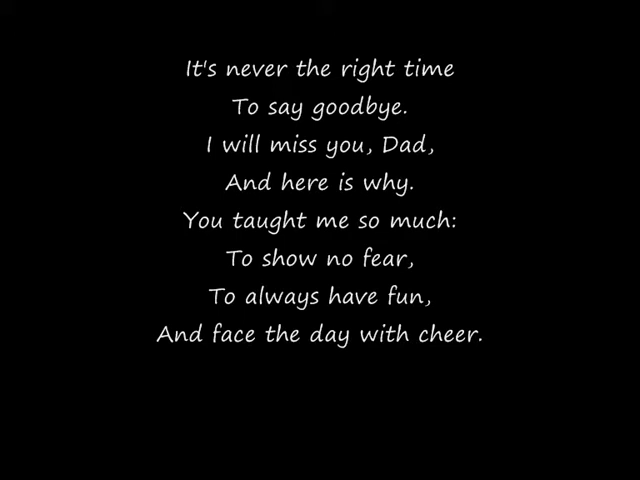 It's never the right time
To say goodbye.
I will miss you, Dad,
And here is why.
You taught me so much:
To show no fear,
To always have fun,
And face the day with cheer.